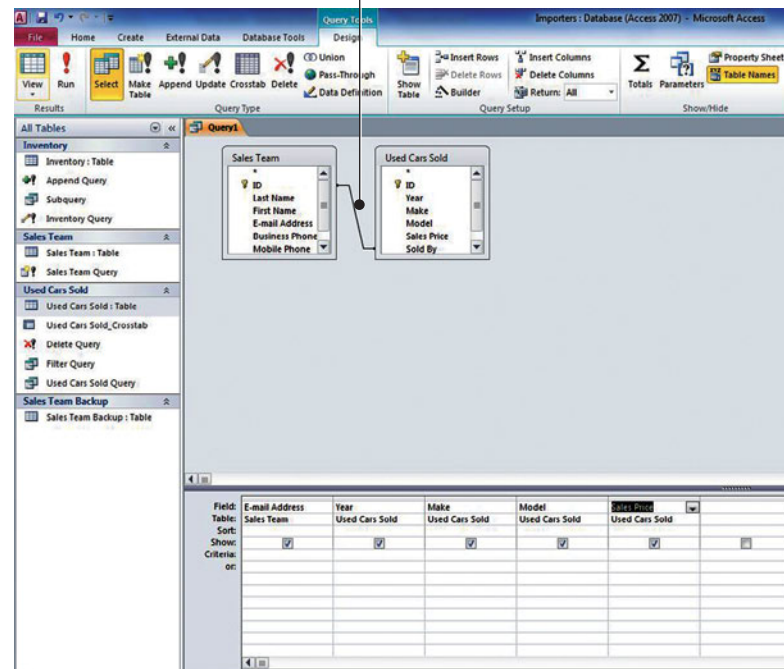 Query Tools
Importers : Database (Access 2007) - Microsoft Access
File Home Create External Data Database Tools Design
View
Run
Select
Make Table
Append
Update
Crosstab
Delete
Union
Pass-Through
Data Definition
Show Table
Insert Rows
Delete Rows
Builder
Insert Columns
Delete Columns
Return: All
Totals
Parameters
Property Sheet
Table Names
Results
Query Type
Query Setup
Show/Hide
All Tables
Inventory
Inventory : Table
Append Query
Subquery
Inventory Query
Sales Team
Sales Team : Table
Sales Team Query
Used Cars Sold
Used Cars Sold : Table
Used Cars Sold_Crosstab
Delete Query
Filter Query
Used Cars Sold Query
Sales Team Backup
Sales Team Backup : Table
Query1
Sales Team
*
ID
Last Name
First Name
E-mail Address
Business Phone
Mobile Phone
Used Cars Sold
*
ID
Year
Make
Model
Sales Price
Sold By
Field: E-mail Address Year Make Model Sales Price
Table: Sales Team Used Cars Sold Used Cars Sold Used Cars Sold Used Cars Sold
Sort:
Show:
Criteria:
or: